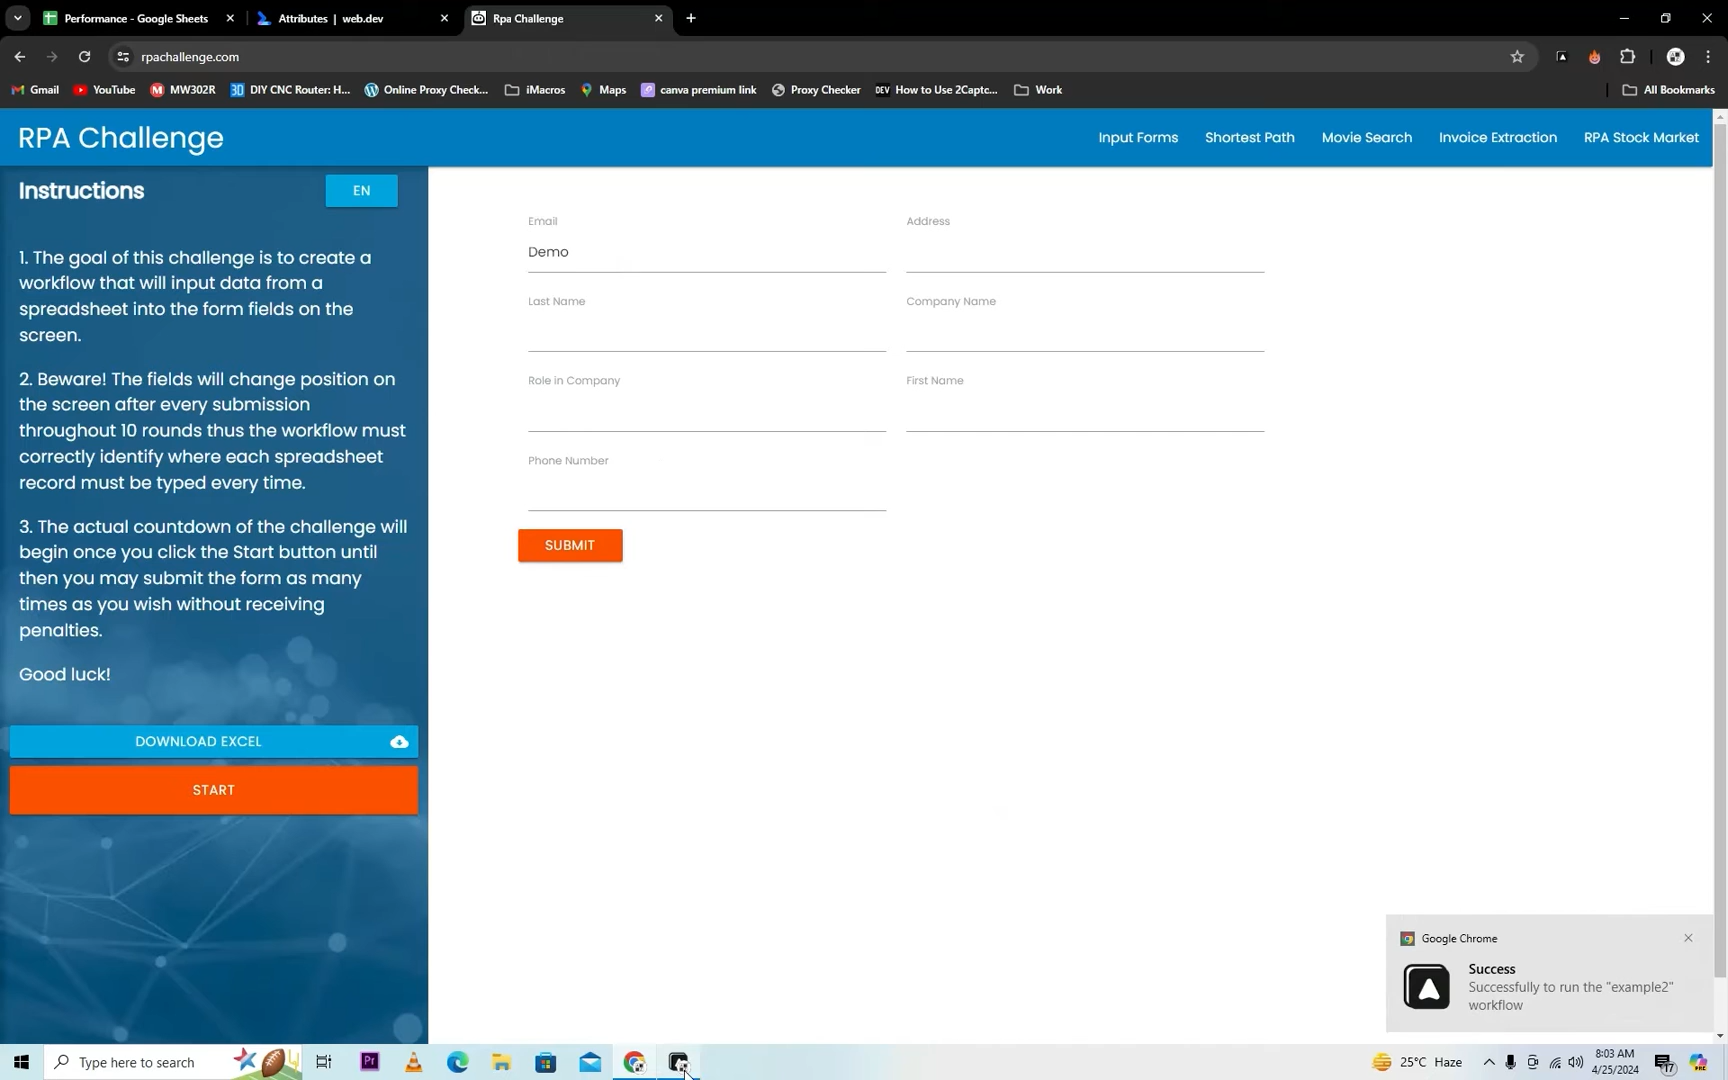 Performance - Google Sheets
Attributes | web.dev
Rpa Challenge
rpachallenge.com
Gmail
YouTube
MW302R
DIY CNC Router: H...
Online Proxy Check...
iMacros
Maps
canva premium link
Proxy Checker
DEV How to Use 2Captc...
Work
All Bookmarks
RPA Challenge
Input Forms
Shortest Path
Movie Search
Invoice Extraction
RPA Stock Market
Instructions
EN
1. The goal of this challenge is to create a
workflow that will input data from a
spreadsheet into the form fields on the
screen.
2. Beware! The fields will change position on
the screen after every submission
throughout 10 rounds thus the workflow must
correctly identify where each spreadsheet
record must be typed every time.
3. The actual countdown of the challenge will
begin once you click the Start button until
then you may submit the form as many
times as you wish without receiving
penalties.
Good luck!
DOWNLOAD EXCEL
START
Email
Demo
Address
Last Name
Company Name
Role in Company
First Name
Phone Number
SUBMIT
Google Chrome
Success
Successfully to run the "example2"
workflow
Type here to search
Pr
25°C Haze
8:03 AM
4/25/2024
17
PRE